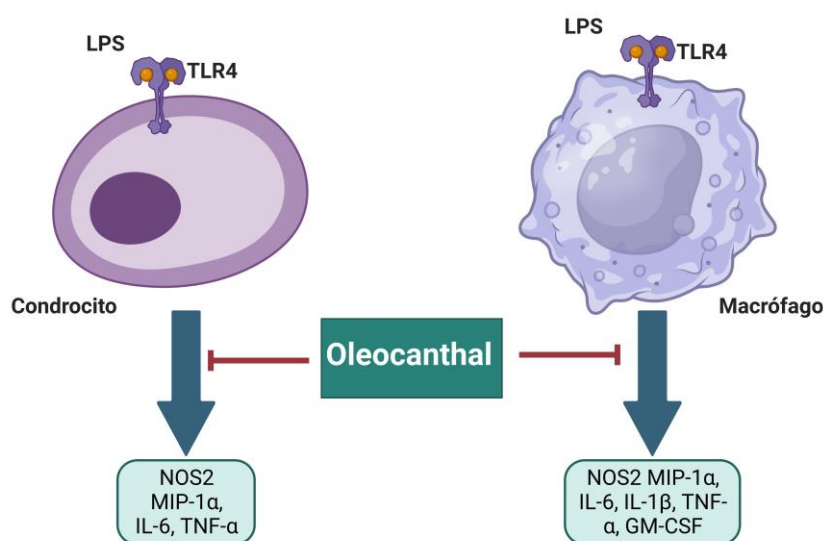 LPS
TLR4
LPS
TLR4
Condrocito
Macrófago
Oleocanthal
NOS2
MIP-1α,
IL-6, TNF-α
NOS2 MIP-1α,
IL-6, IL-1β, TNF-
α, GM-CSF